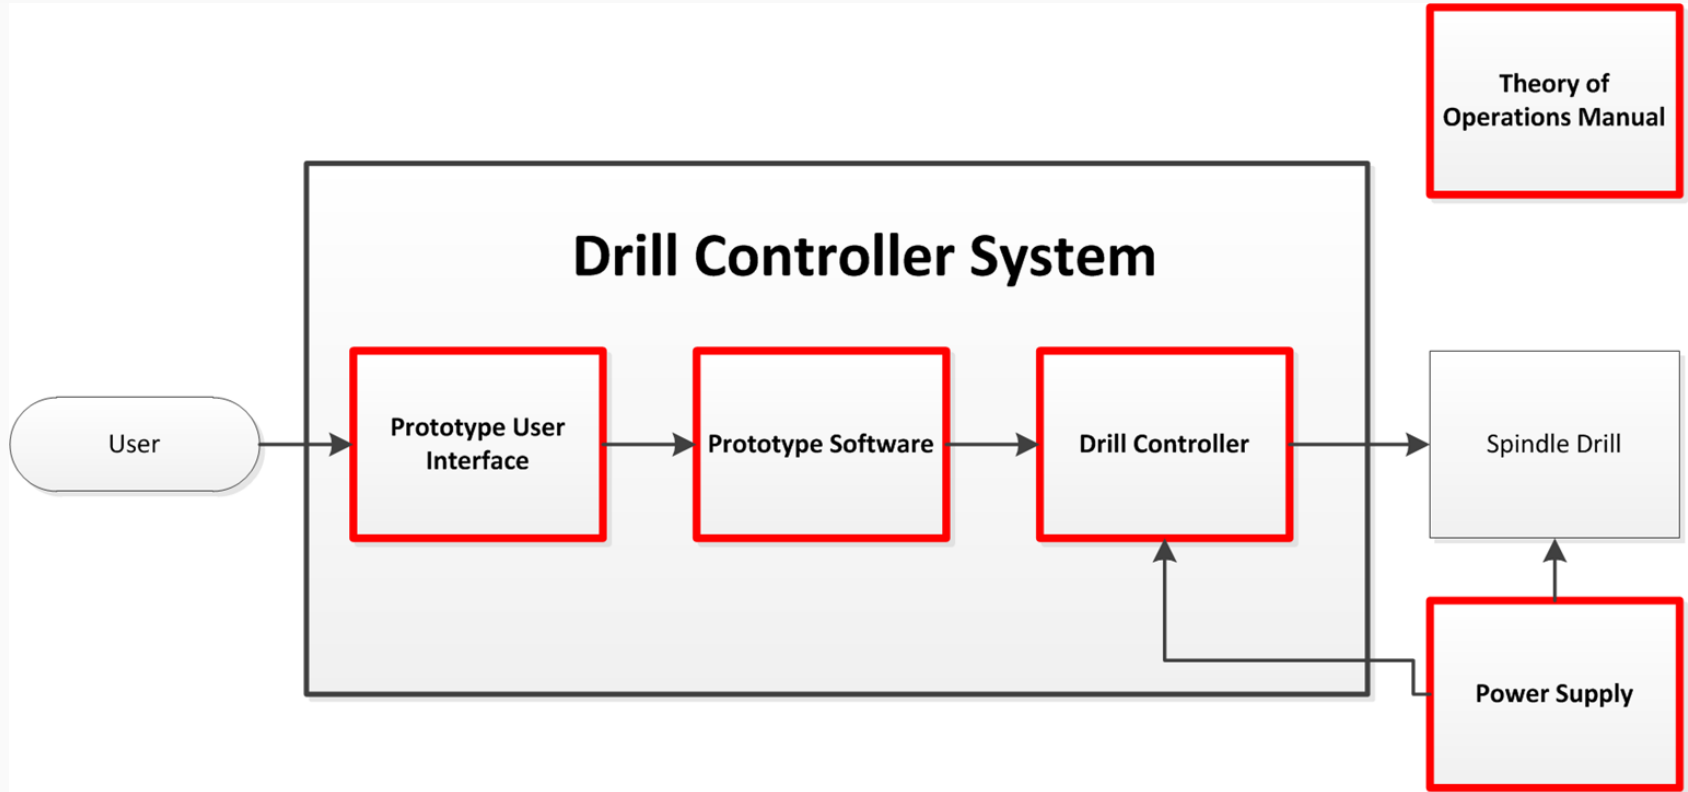 Theory of
Operations Manual
Drill Controller System
User
Prototype User
Interface
Prototype Software
Drill Controller
Spindle Drill
Power Supply